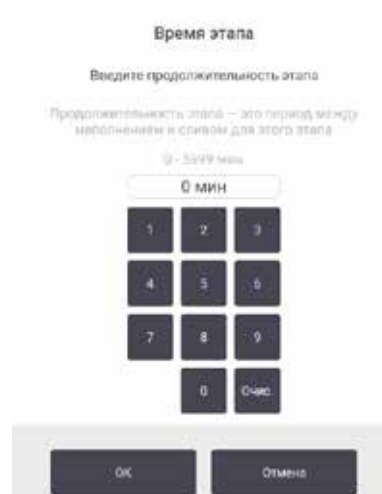 Время этапа
Введите продолжительность этапа
Продолжительность этапа — это период между
наполнением и сливом для этого этапа
0 - 5999 мин
0 мин
1 2 3
4 5 6
7 8 9
0 Очис.
OK Отмена